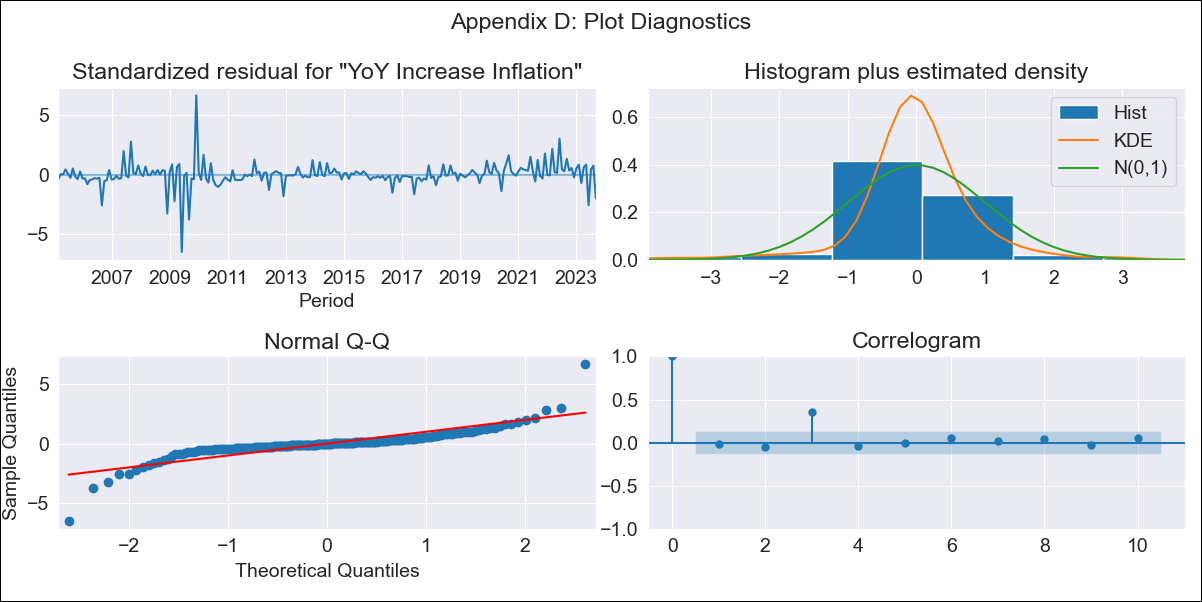 Appendix D: Plot Diagnostics
Standardized residual for "YoY Increase Inflation"
5
0
−5
2007 2009 2011 2013 2015 2017 2019 2021 2023
Period
Histogram plus estimated density
0.6
0.4
0.2
0.0
−3 −2 −1 0 1 2 3
Hist
KDE
N(0,1)
Normal Q-Q
Sample Quantiles
5
0
−5
−2 −1 0 1 2
Theoretical Quantiles
Correlogram
1.0
0.5
0.0
−0.5
−1.0
0 2 4 6 8 10